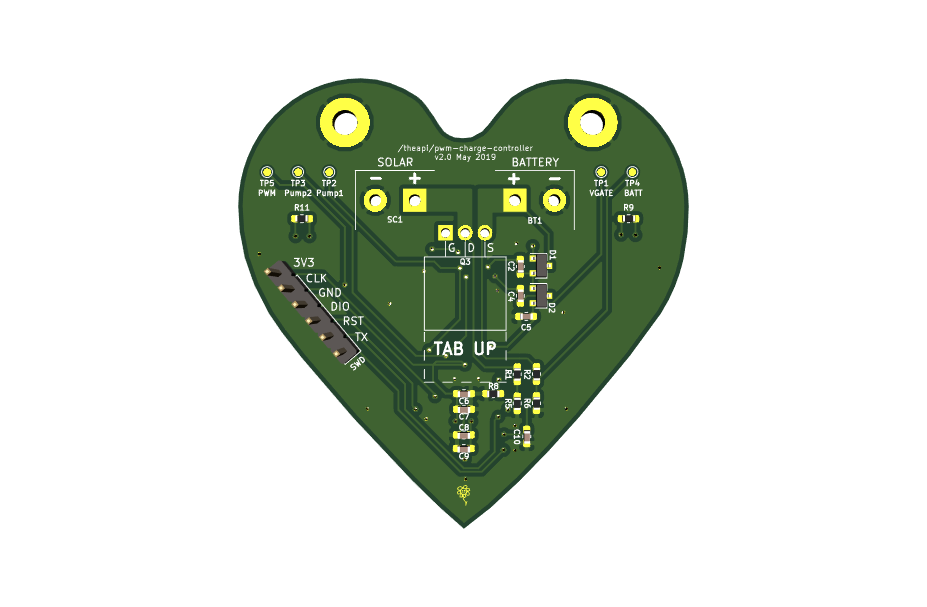 /theapl/pwm-charge-controller
v2.0 May 2019
SOLAR BATTERY
− + + −
TP5 TP3 TP2 TP1 TP4
PWM Pump2 Pump1 VGATE BATT
R11 SC1 BT1 R9
G D S
Q3
D1
C2
3V3
CLK
GND
DIO
RST
TX
SWD
C4
D2
C5
TAB UP
R1 R2
R8
C6
R5 R6
C7
C8
C10
C9